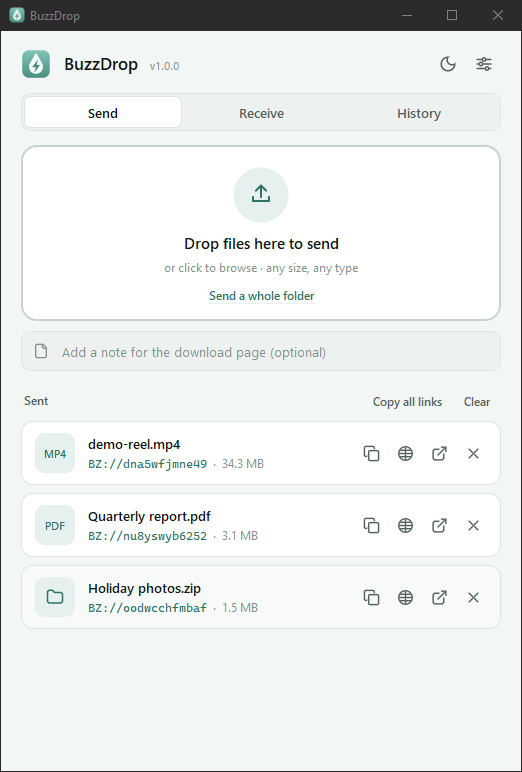 BuzzDrop
BuzzDrop v1.0.0
Send Receive History
Drop files here to send
or click to browse · any size, any type
Send a whole folder
Add a note for the download page (optional)
Sent Copy all links Clear
MP4
demo-reel.mp4
BZ://dna5wfjmne49 · 34.3 MB
PDF
Quarterly report.pdf
BZ://nu8yswyb6252 · 3.1 MB
Holiday photos.zip
BZ://oodwcchfmbaf · 1.5 MB